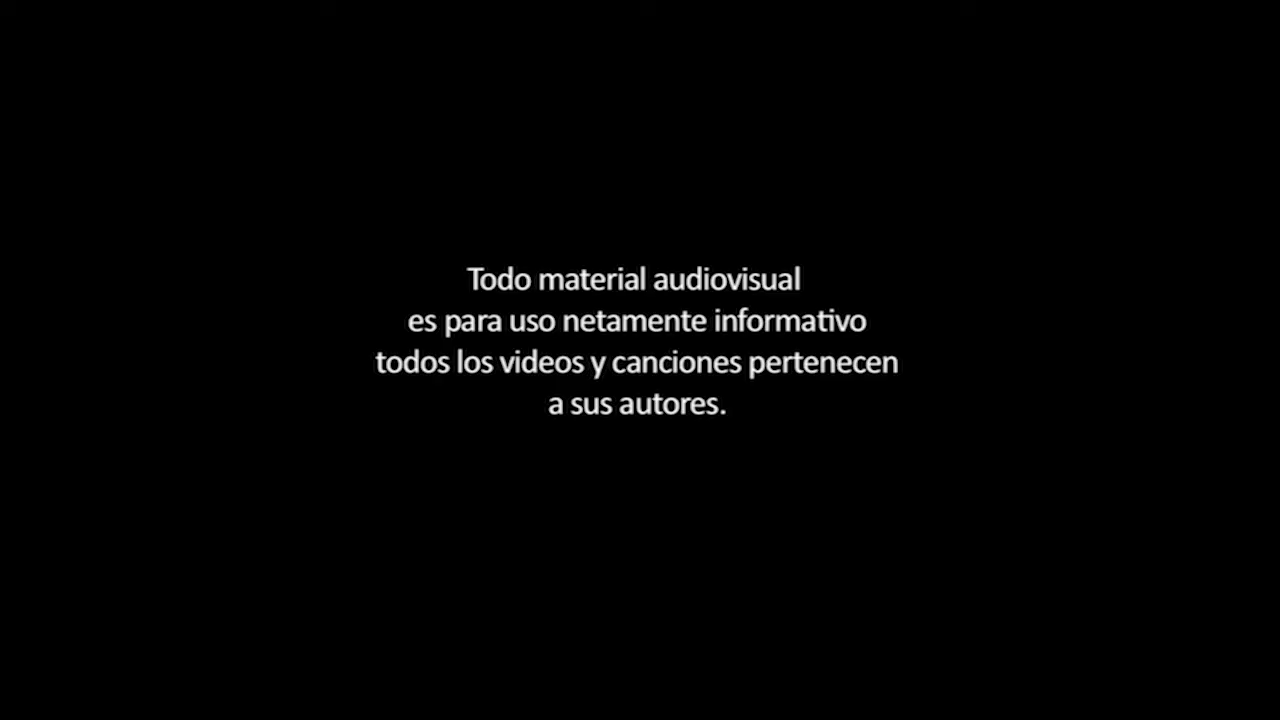 Todo material audiovisual
es para uso netamente informativo
todos los videos y canciones pertenecen
a sus autores.